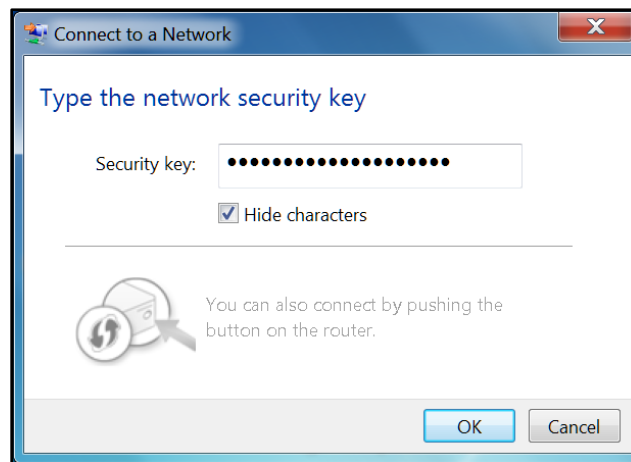 Connect to a Network
Type the network security key
Security key: ••••••••••••••••••••
Hide characters
You can also connect by pushing the
button on the router.
OK Cancel